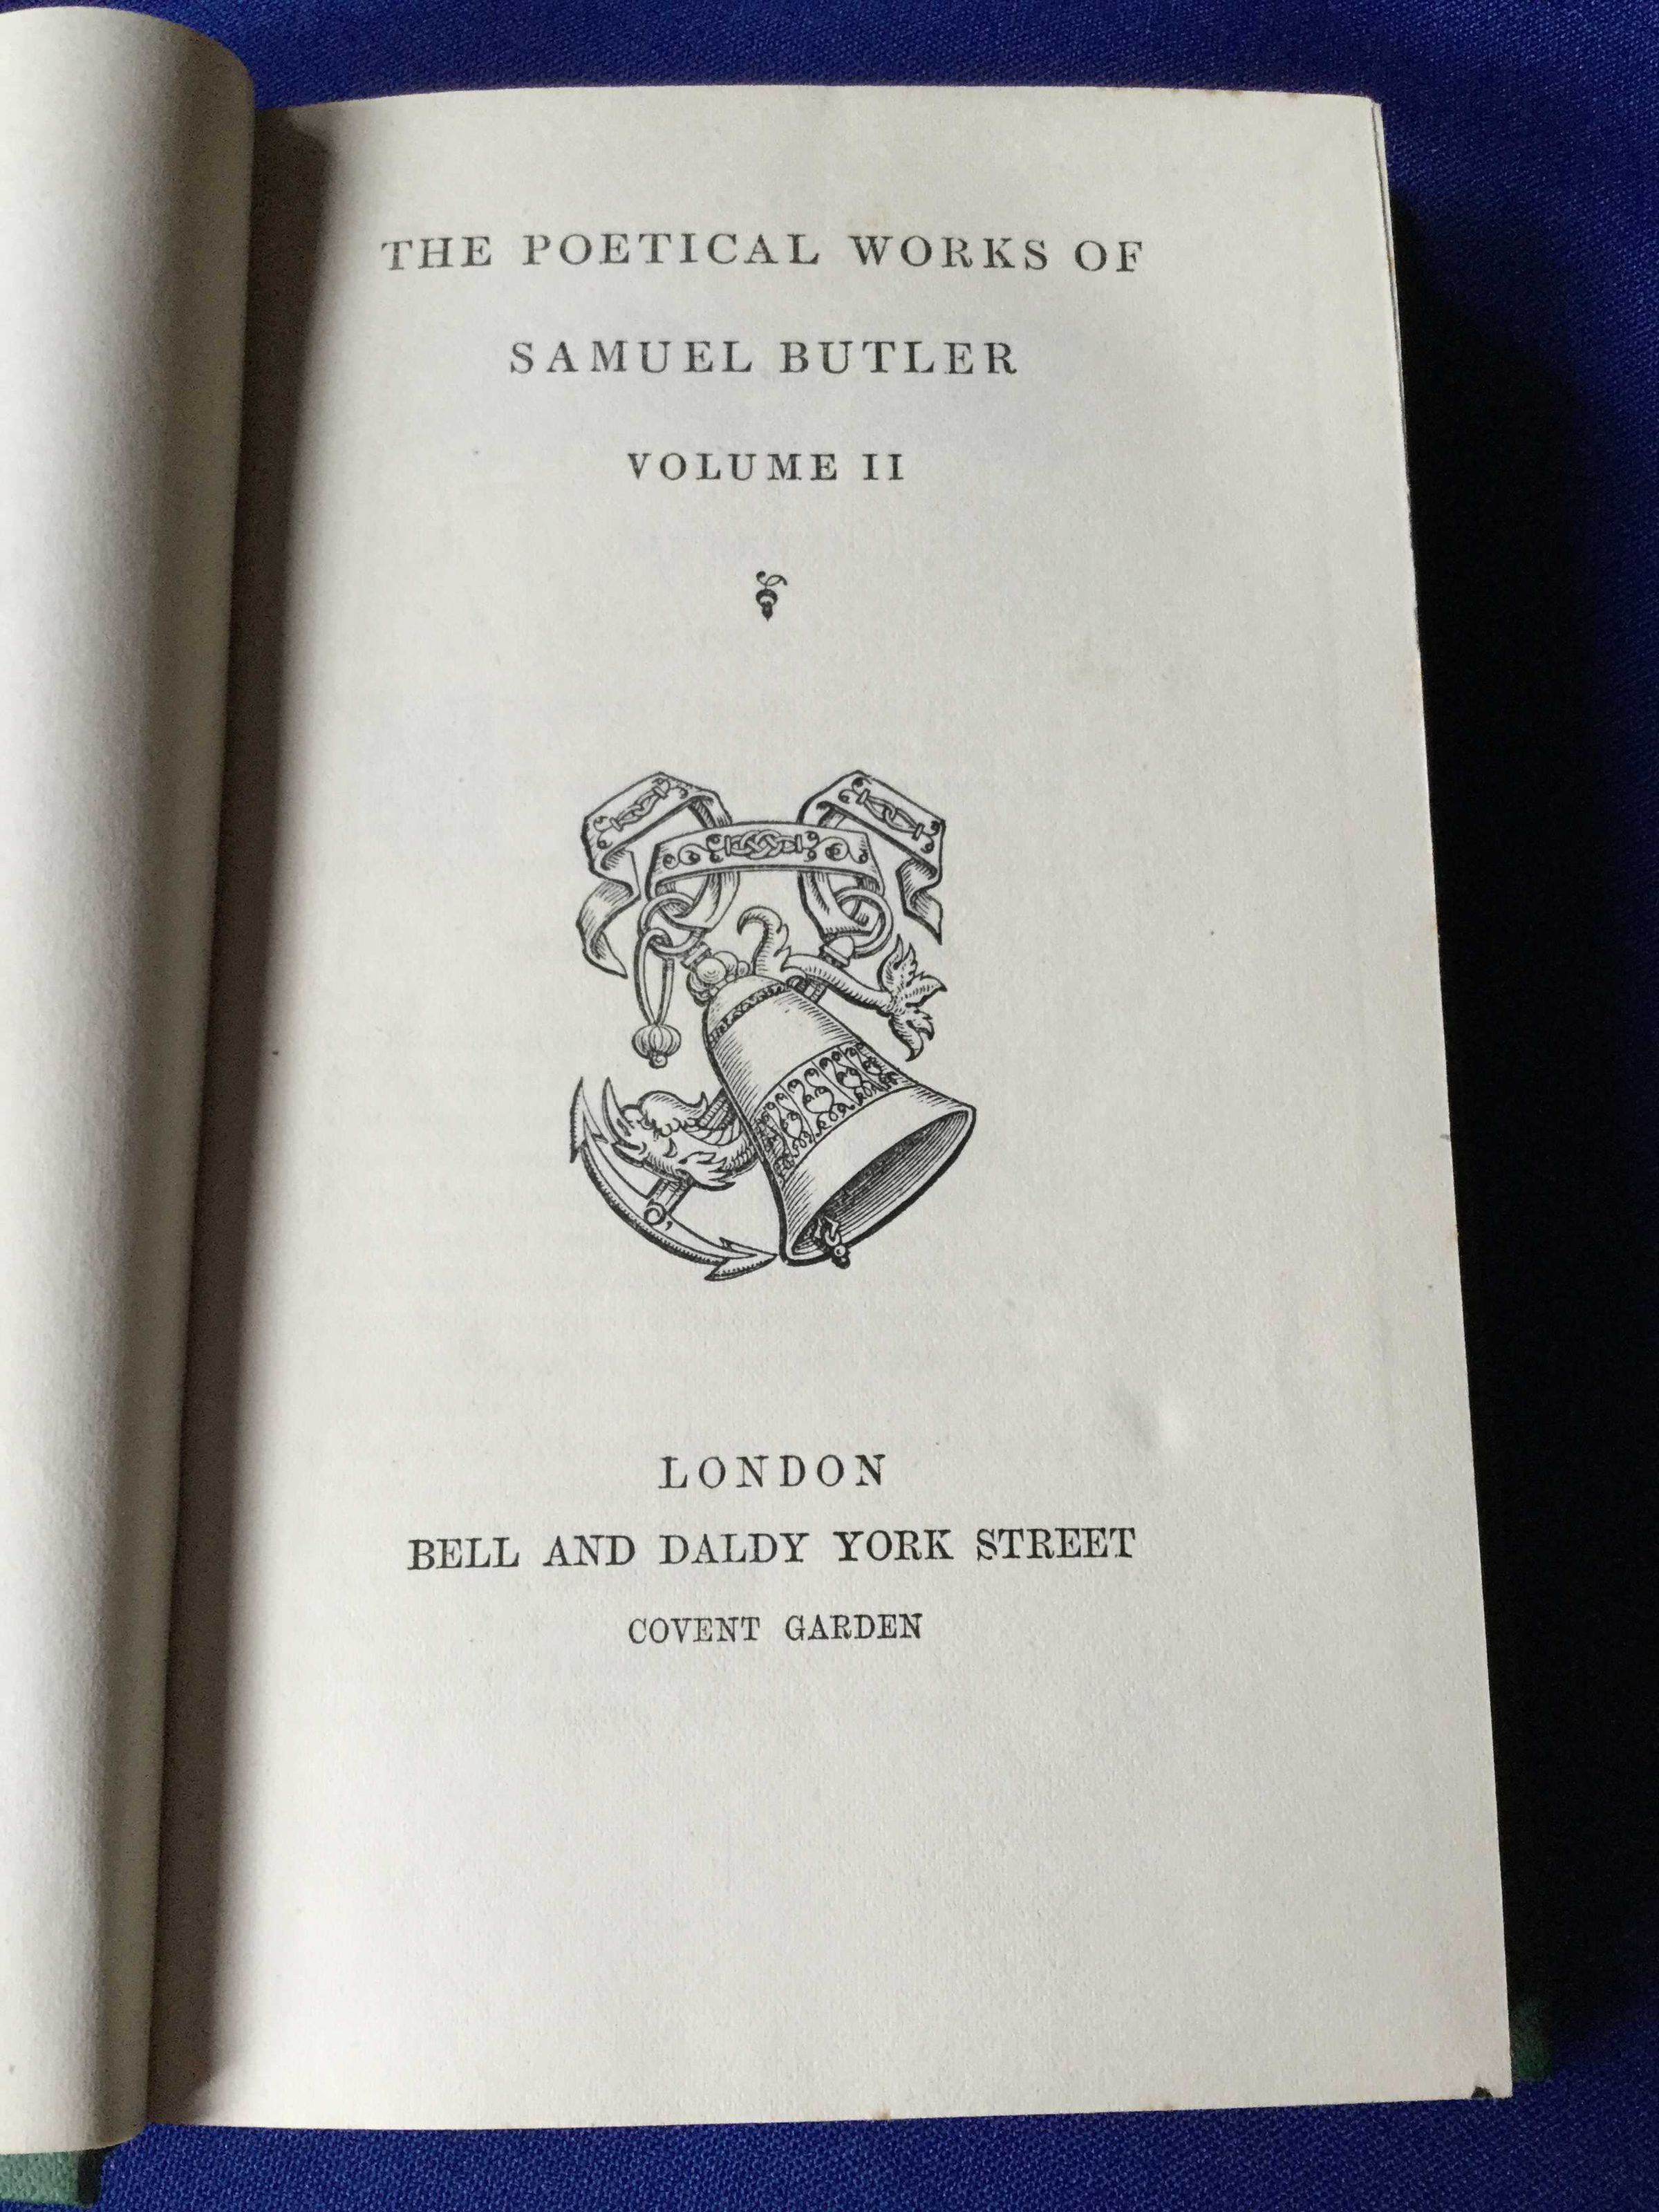 THE POETICAL WORKS OF
SAMUEL BUTLER
VOLUME II
LONDON
BELL AND DALDY YORK STREET
COVENT GARDEN